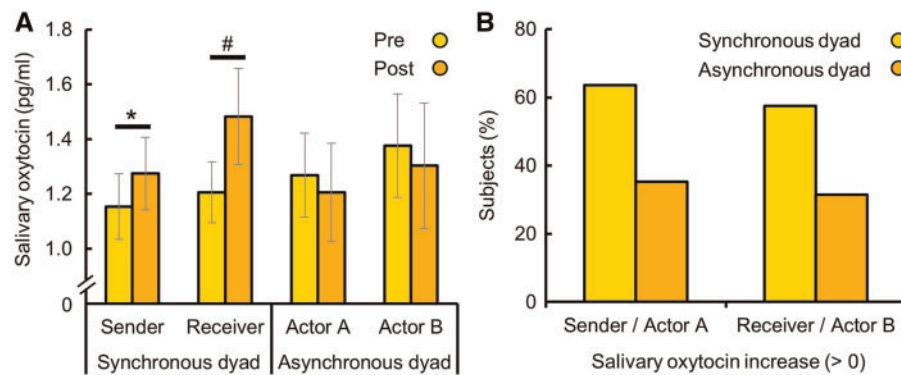 A
Salivary oxytocin (pg/ml)
1.8
1.6
1.4
1.2
1.0
0
*
#
Pre
Post
Sender Receiver Actor A Actor B
Synchronous dyad Asynchronous dyad
B
Subjects (%)
80
60
40
20
0
Synchronous dyad
Asynchronous dyad
Sender / Actor A Receiver / Actor B
Salivary oxytocin increase (> 0)